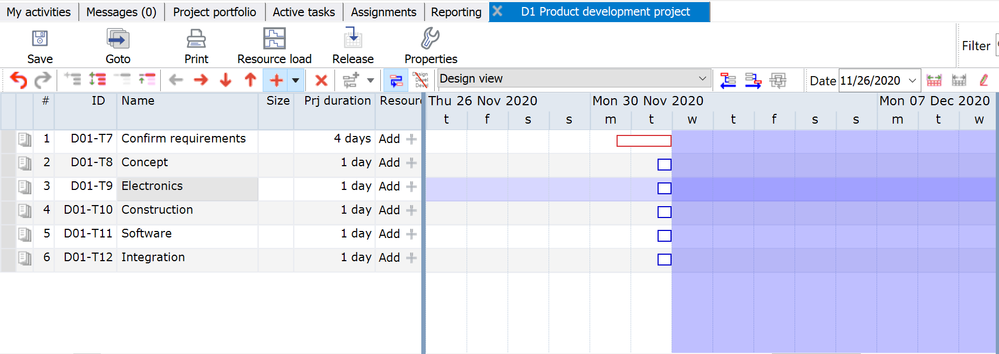 My activities Messages (0) Project portfolio Active tasks Assignments Reporting D1 Product development project
Save Goto Print Resource load Release Properties Filter
Design
Devel
Devel
Design view Date 11/26/2020
# ID Name Size Prj duration Resour Thu 26 Nov 2020 Mon 30 Nov 2020 Mon 07 Dec 2020
t f s s m t w t f s s m t w
1 D01-T7 Confirm requirements 4 days Add
2 D01-T8 Concept 1 day Add
3 D01-T9 Electronics 1 day Add
4 D01-T10 Construction 1 day Add
5 D01-T11 Software 1 day Add
6 D01-T12 Integration 1 day Add